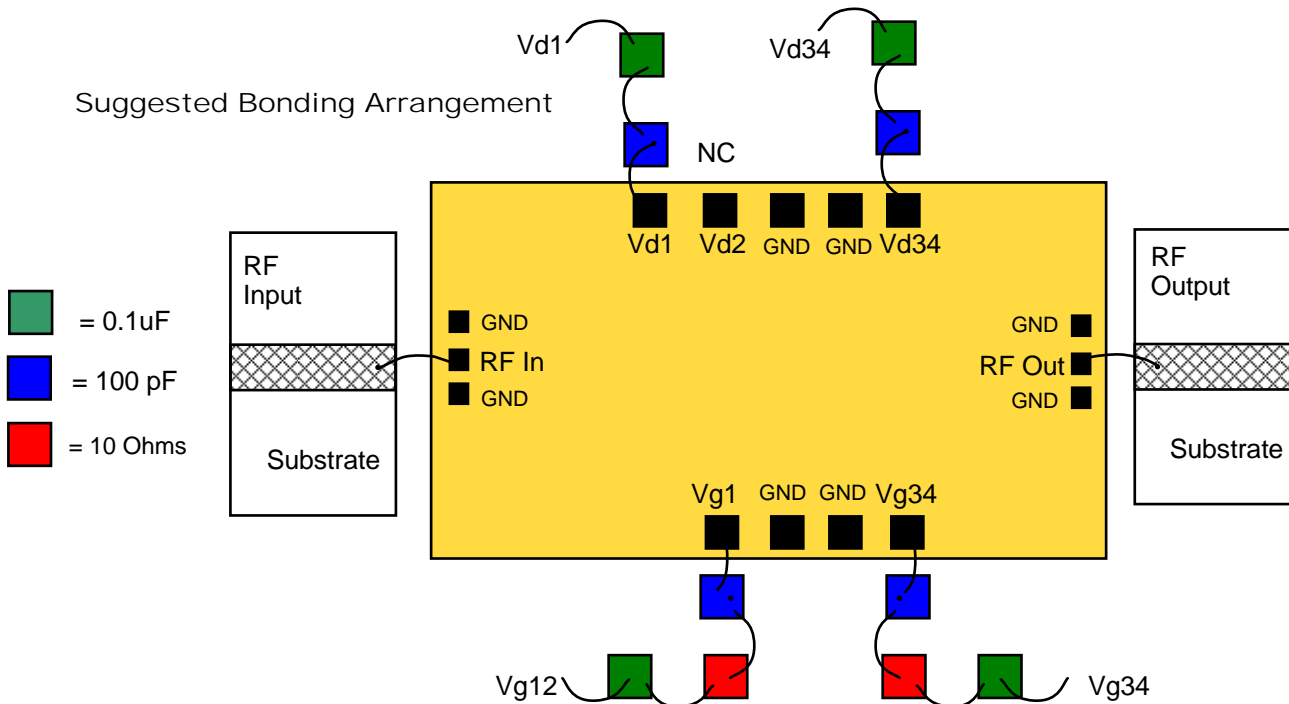 Vd1
Vd34
Suggested Bonding Arrangement
NC
Vd1
Vd2
GND
GND
Vd34
RF
Input
RF
Output
= 0.1uF
GND
GND
RF In
RF Out
= 100 pF
GND
GND
= 10 Ohms
Substrate
Substrate
Vg1
GND
GND
Vg34
Vg12
Vg34